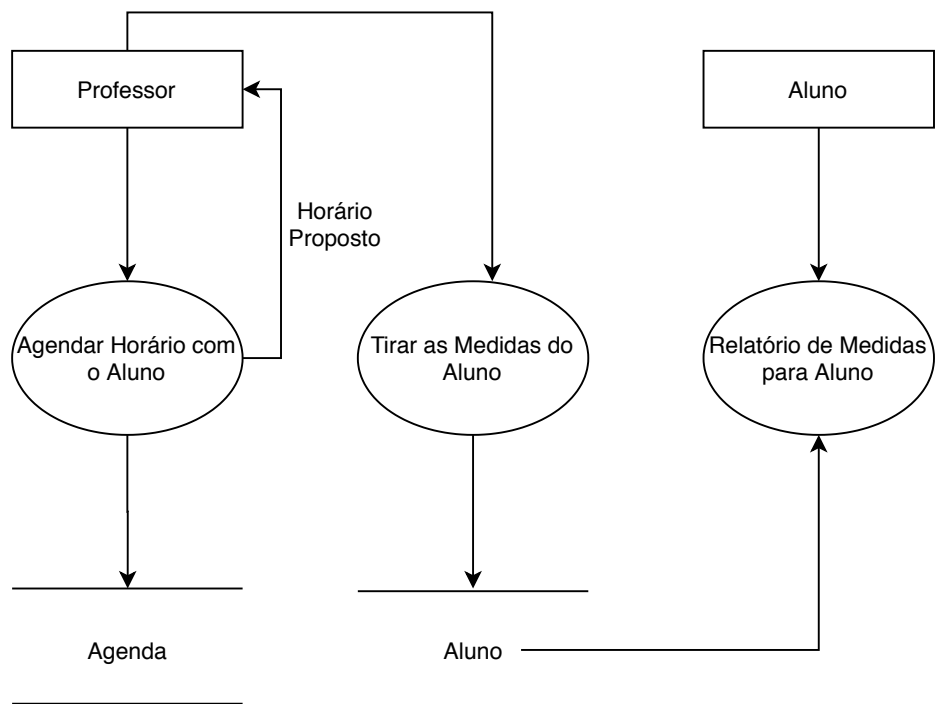 Professor
Aluno
Horário
Proposto
Agendar Horário com
o Aluno
Tirar as Medidas do
Aluno
Relatório de Medidas
para Aluno
Agenda
Aluno